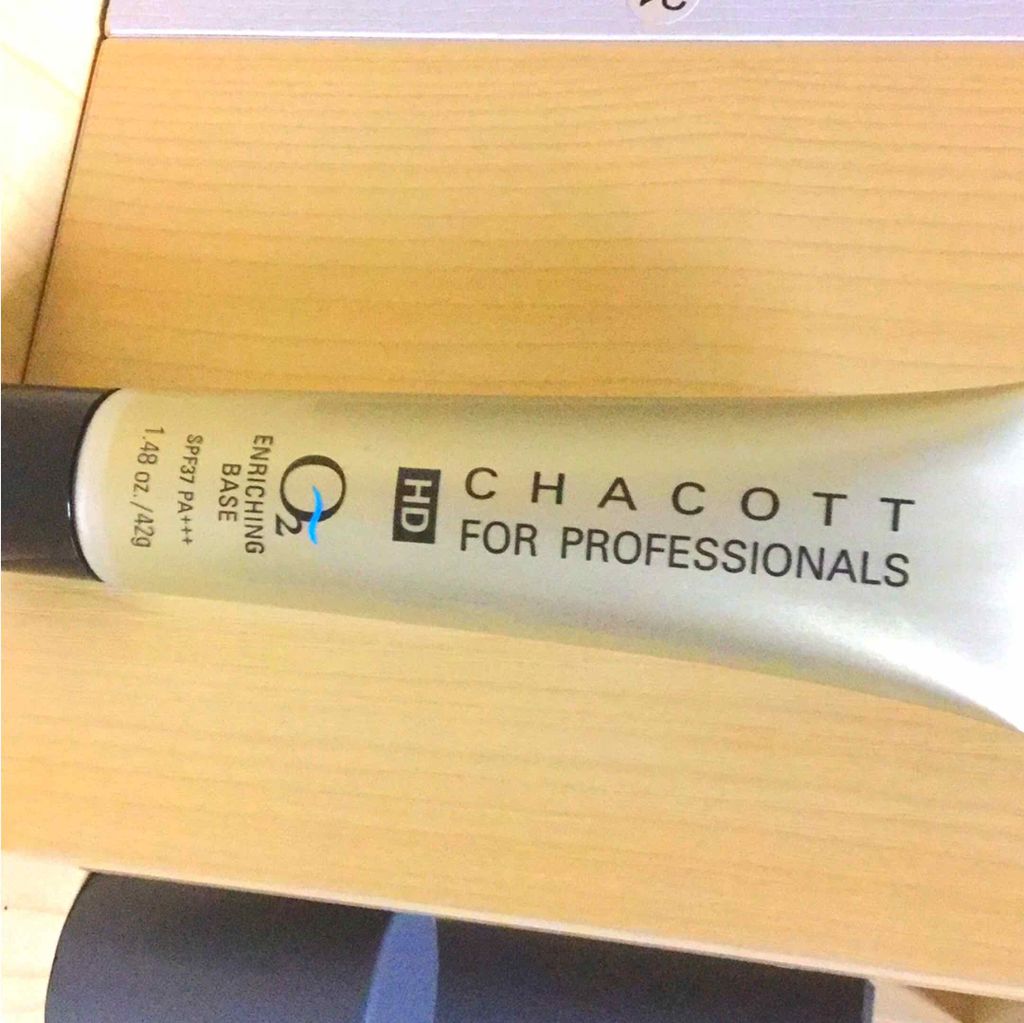 CHACOTT
FOR PROFESSIONALS
HD
O2
ENRICHING
BASE
SPF37 PA+++
1.48 oz./42g